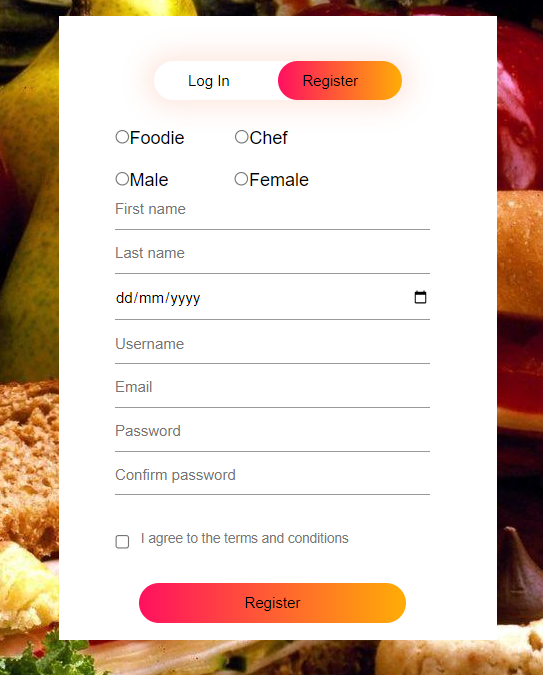 Log In Register
Foodie Chef
Male Female
First name
Last name
dd/mm/yyyy
Username
Email
Password
Confirm password
I agree to the terms and conditions
Register